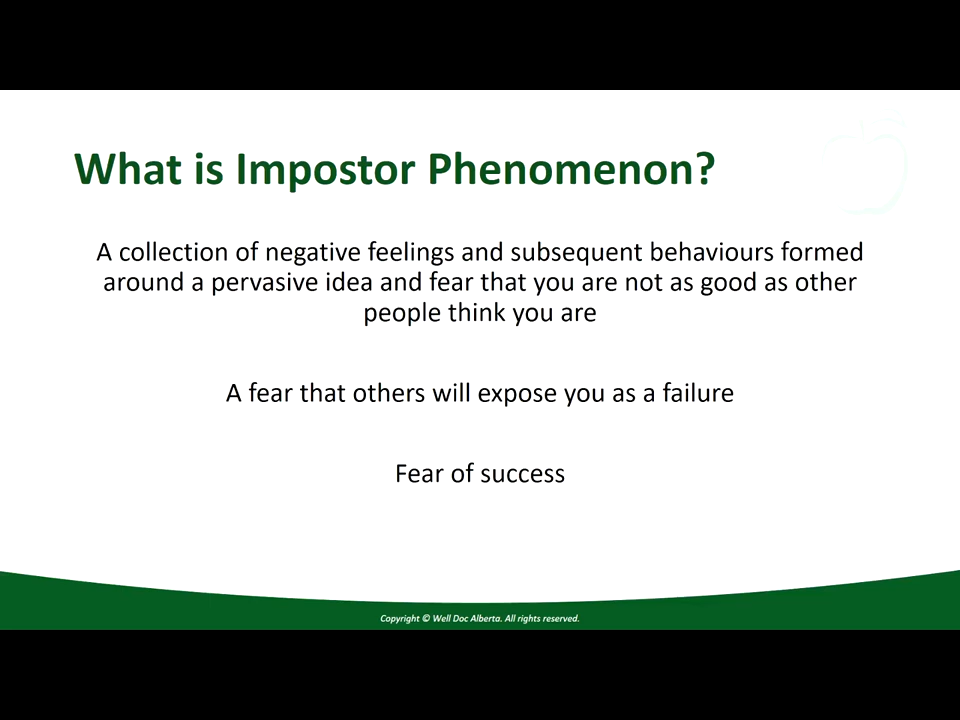 What is Impostor Phenomenon?
A collection of negative feelings and subsequent behaviours formed
around a pervasive idea and fear that you are not as good as other
people think you are
A fear that others will expose you as a failure
Fear of success
Copyright © Well Doc Alberta. All rights reserved.